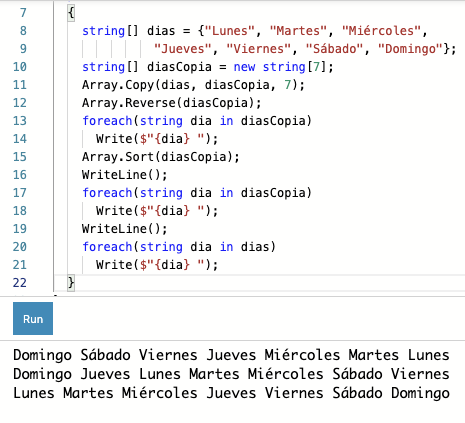 7 {
8 string[] dias = {"Lunes", "Martes", "Miércoles",
9 "Jueves", "Viernes", "Sábado", "Domingo"};
10 string[] diasCopia = new string[7];
11 Array.Copy(dias, diasCopia, 7);
12 Array.Reverse(diasCopia);
13 foreach(string dia in diasCopia)
14 Write($"{dia} ");
15 Array.Sort(diasCopia);
16 WriteLine();
17 foreach(string dia in diasCopia)
18 Write($"{dia} ");
19 WriteLine();
20 foreach(string dia in dias)
21 Write($"{dia} ");
22 }
Run
Domingo Sábado Viernes Jueves Miércoles Martes Lunes
Domingo Jueves Lunes Martes Miércoles Sábado Viernes
Lunes Martes Miércoles Jueves Viernes Sábado Domingo